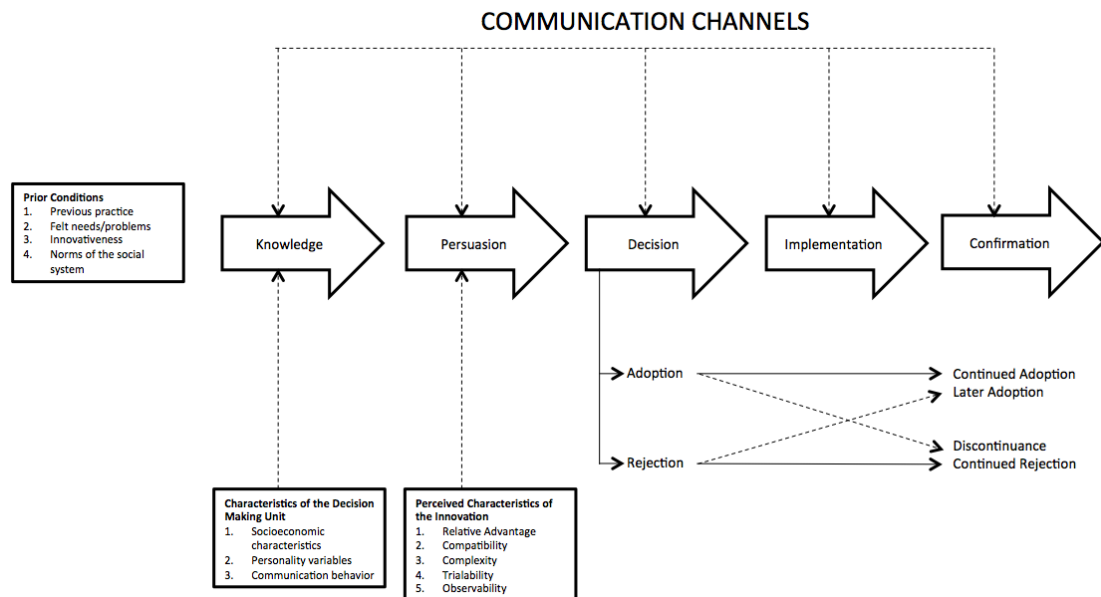 COMMUNICATION CHANNELS
Prior Conditions
1. Previous practice
2. Felt needs/problems
3. Innovativeness
4. Norms of the social
system
Knowledge
Persuasion
Decision
Implementation
Confirmation
Adoption
Continued Adoption
Later Adoption
Discontinuance
Rejection
Continued Rejection
Characteristics of the Decision
Making Unit
1. Socioeconomic
characteristics
2. Personality variables
3. Communication behavior
Perceived Characteristics of
the Innovation
1. Relative Advantage
2. Compatibility
3. Complexity
4. Trialability
5. Observability